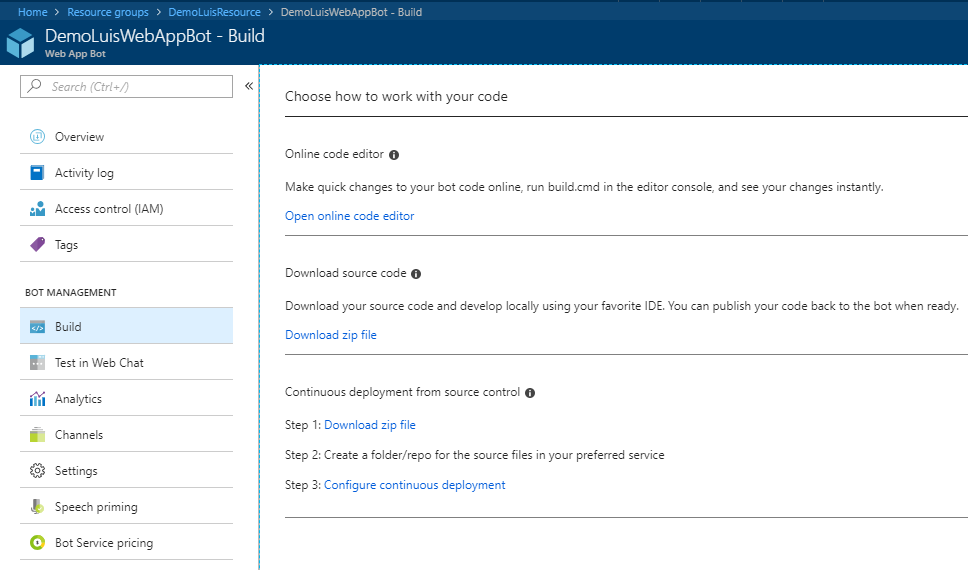 Home > Resource groups > DemoLuisResource > DemoLuisWebAppBot - Build
DemoLuisWebAppBot - Build
Web App Bot
Search (Ctrl+/)
«
Overview
Activity log
Access control (IAM)
Tags
BOT MANAGEMENT
Build
Test in Web Chat
Analytics
Channels
Settings
Speech priming
Bot Service pricing
Choose how to work with your code
Online code editor
Make quick changes to your bot code online, run build.cmd in the editor console, and see your changes instantly.
Open online code editor
Download source code
Download your source code and develop locally using your favorite IDE. You can publish your code back to the bot when ready.
Download zip file
Continuous deployment from source control
Step 1: Download zip file
Step 2: Create a folder/repo for the source files in your preferred service
Step 3: Configure continuous deployment